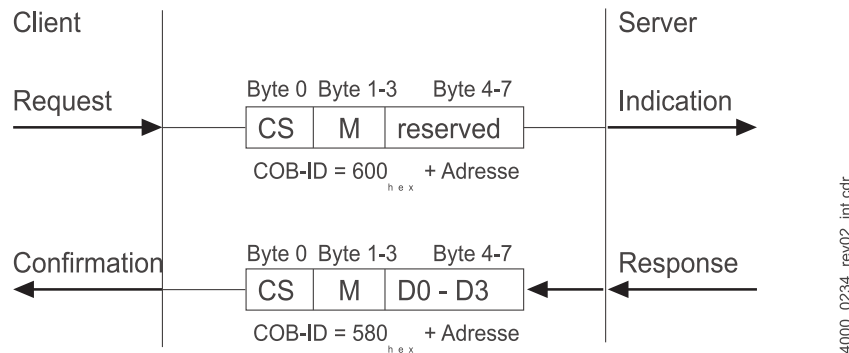 Client
Server
Request
Byte 0 Byte 1-3 Byte 4-7
Indication
CS M reserved
COB-ID = 600 hex + Adresse
Confirmation
Byte 0 Byte 1-3 Byte 4-7
Response
CS M D0 - D3
COB-ID = 580 hex + Adresse
4000_0234_rev02_int.cdr